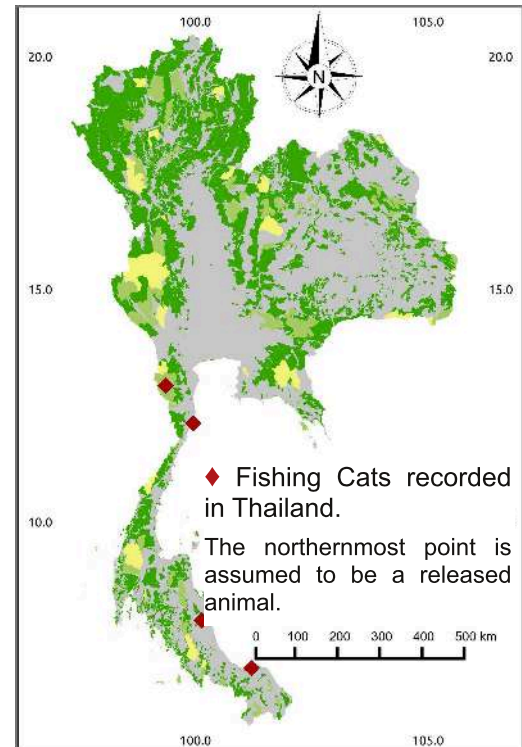 100.0 105.0
20.0 20.0
N
15.0 15.0
♦ Fishing Cats recorded
in Thailand.
10.0
The northernmost point is
assumed to be a released
animal.
0 100 200 300 400 500 km
100.0 105.0